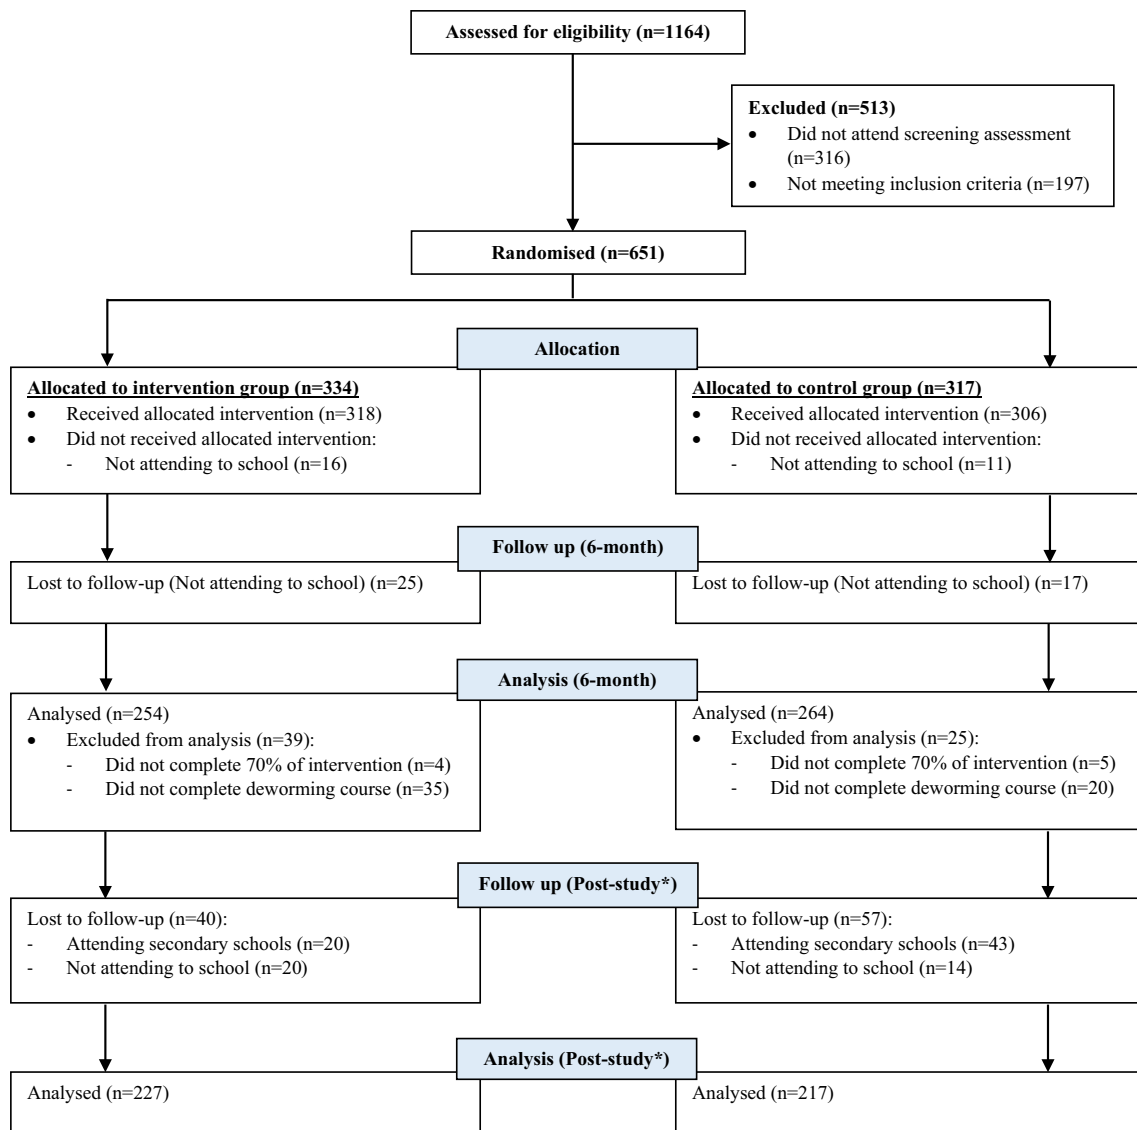 Assessed for eligibility (n=1164)
Excluded (n=513)
• Did not attend screening assessment
(n=316)
• Not meeting inclusion criteria (n=197)
Randomised (n=651)
Allocation
Allocated to intervention group (n=334)
• Received allocated intervention (n=318)
• Did not received allocated intervention:
- Not attending to school (n=16)
Allocated to control group (n=317)
• Received allocated intervention (n=306)
• Did not received allocated intervention:
- Not attending to school (n=11)
Follow up (6-month)
Lost to follow-up (Not attending to school) (n=25)
Lost to follow-up (Not attending to school) (n=17)
Analysis (6-month)
Analysed (n=254)
• Excluded from analysis (n=39):
- Did not complete 70% of intervention (n=4)
- Did not complete deworming course (n=35)
Analysed (n=264)
• Excluded from analysis (n=25):
- Did not complete 70% of intervention (n=5)
- Did not complete deworming course (n=20)
Follow up (Post-study*)
Lost to follow-up (n=40):
- Attending secondary schools (n=20)
- Not attending to school (n=20)
Lost to follow-up (n=57):
- Attending secondary schools (n=43)
- Not attending to school (n=14)
Analysis (Post-study*)
Analysed (n=227)
Analysed (n=217)